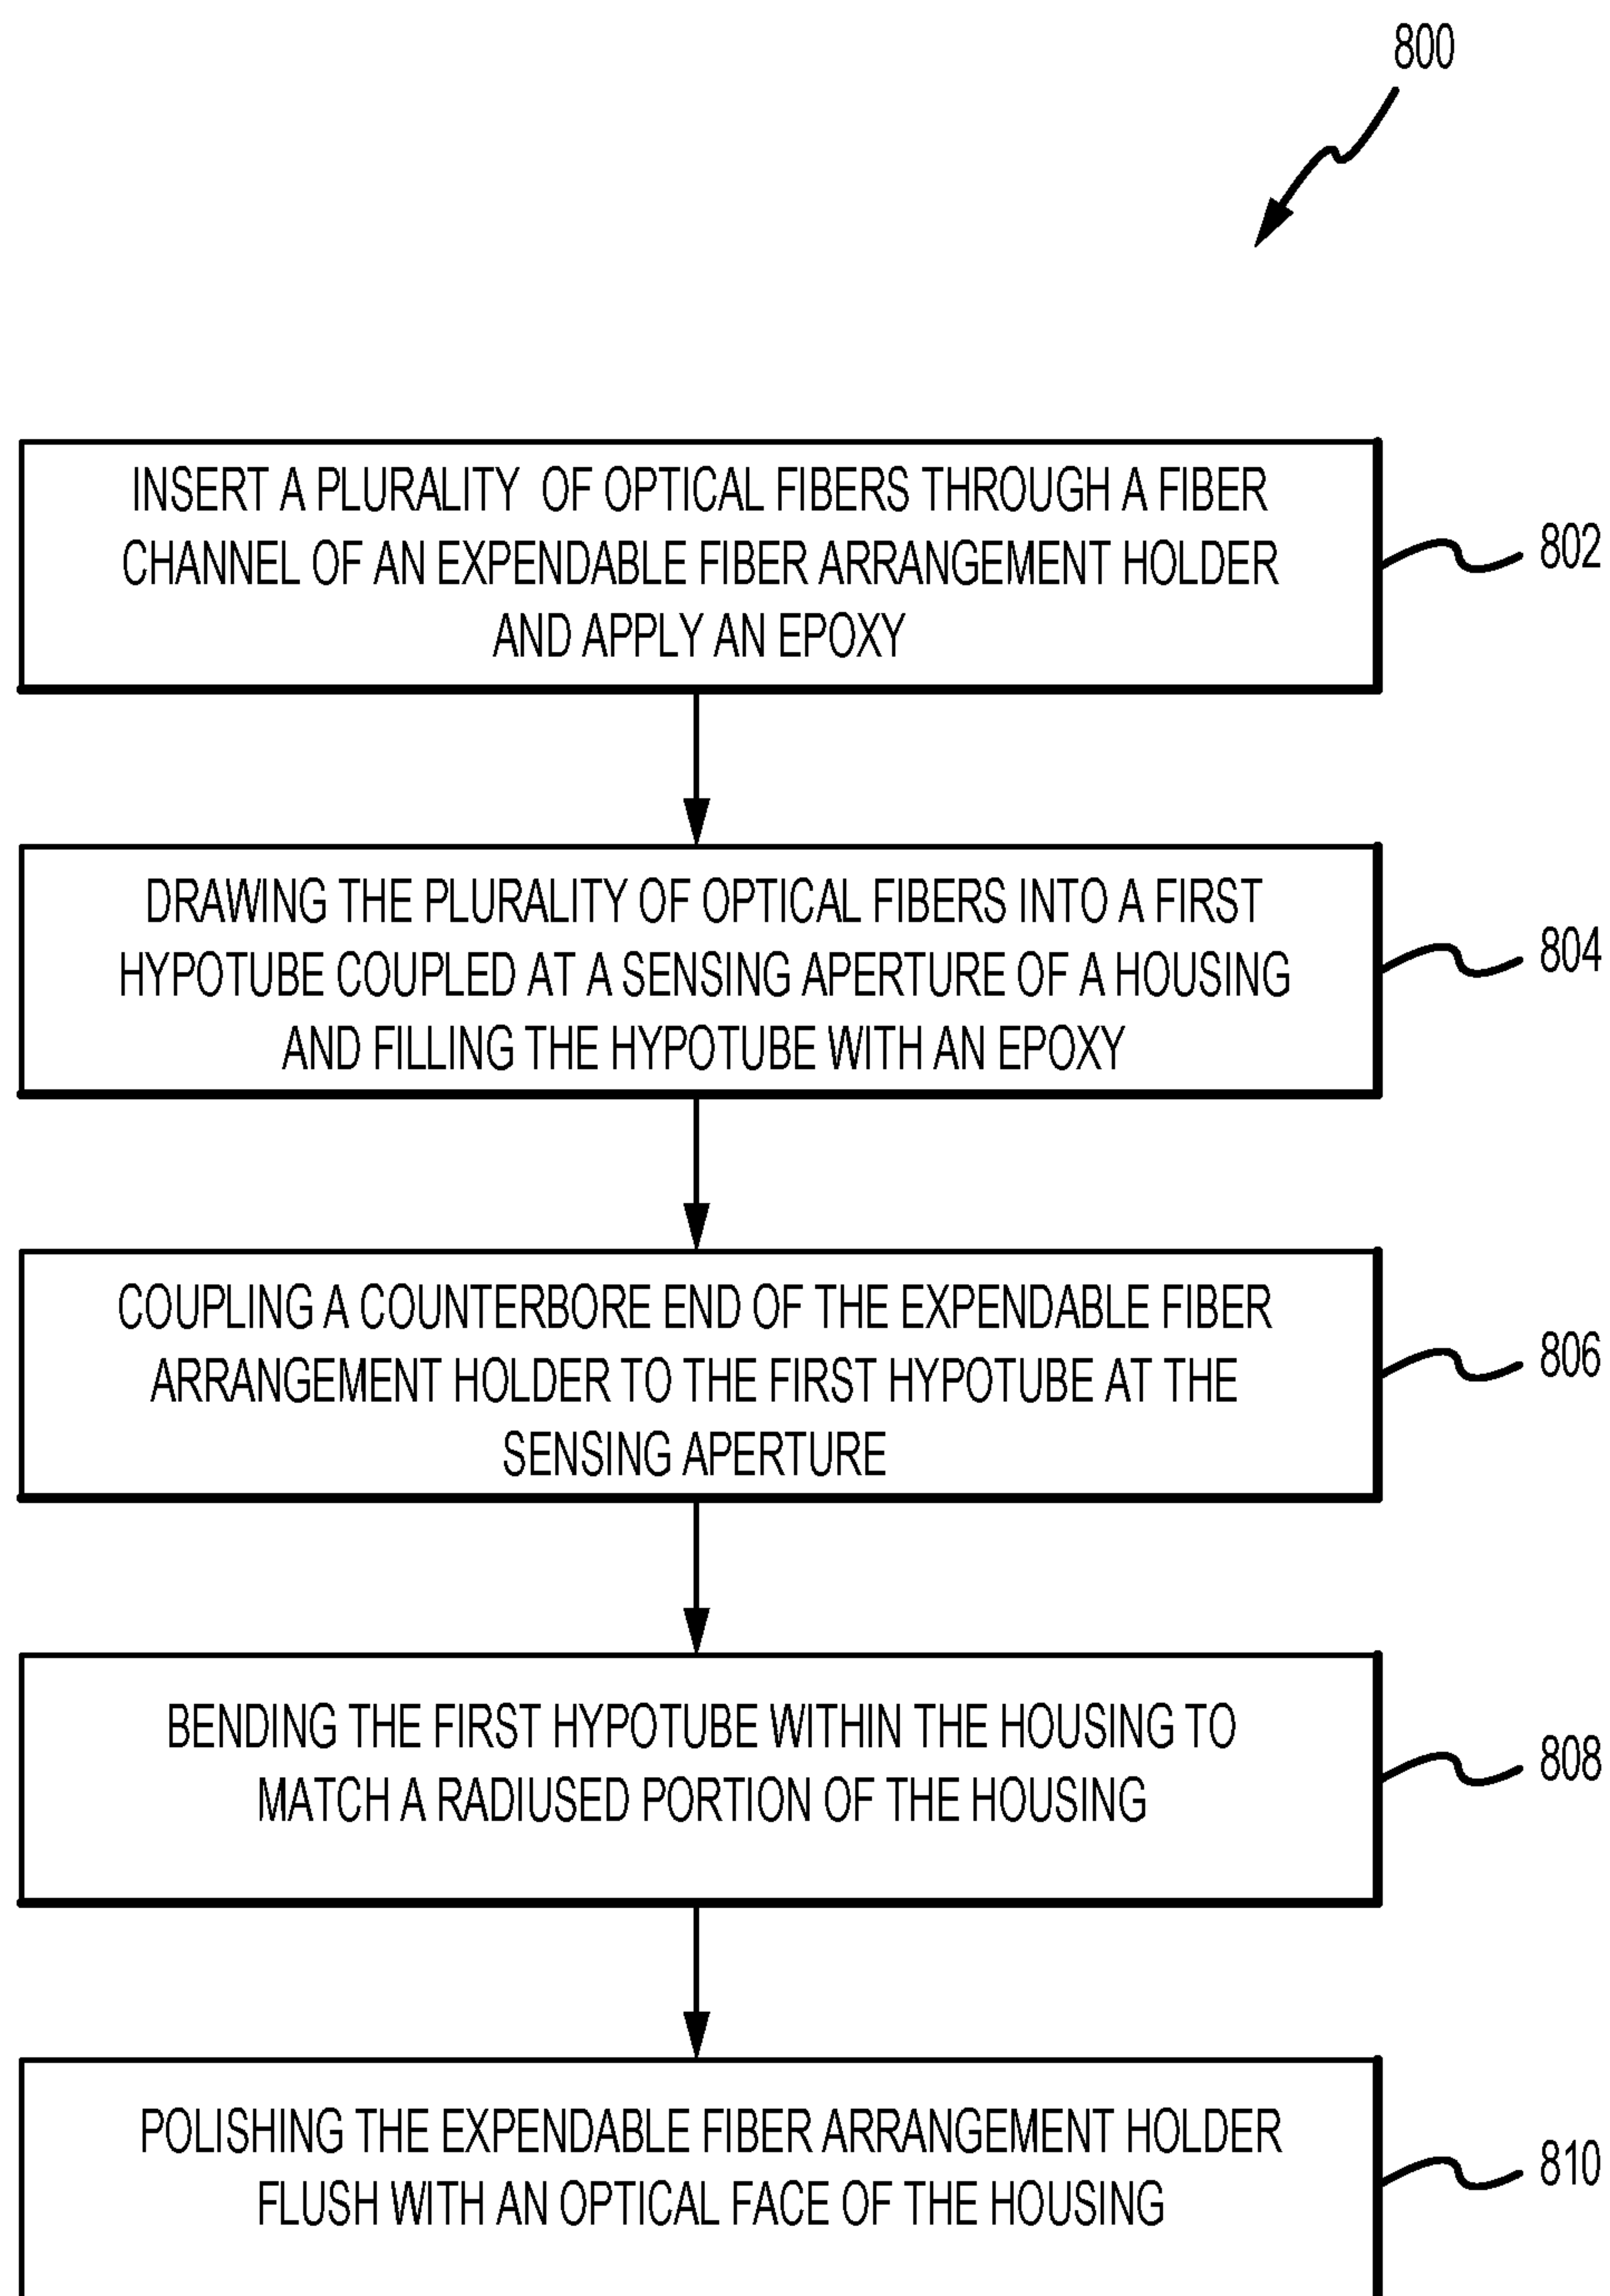 800
INSERT A PLURALITY OF OPTICAL FIBERS THROUGH A FIBER
CHANNEL OF AN EXPENDABLE FIBER ARRANGEMENT HOLDER
AND APPLY AN EPOXY
802
DRAWING THE PLURALITY OF OPTICAL FIBERS INTO A FIRST
HYPOTUBE COUPLED AT A SENSING APERTURE OF A HOUSING
AND FILLING THE HYPOTUBE WITH AN EPOXY
804
COUPLING A COUNTERBORE END OF THE EXPENDABLE FIBER
ARRANGEMENT HOLDER TO THE FIRST HYPOTUBE AT THE
SENSING APERTURE
806
BENDING THE FIRST HYPOTUBE WITHIN THE HOUSING TO
MATCH A RADIUSED PORTION OF THE HOUSING
808
POLISHING THE EXPENDABLE FIBER ARRANGEMENT HOLDER
FLUSH WITH AN OPTICAL FACE OF THE HOUSING
810